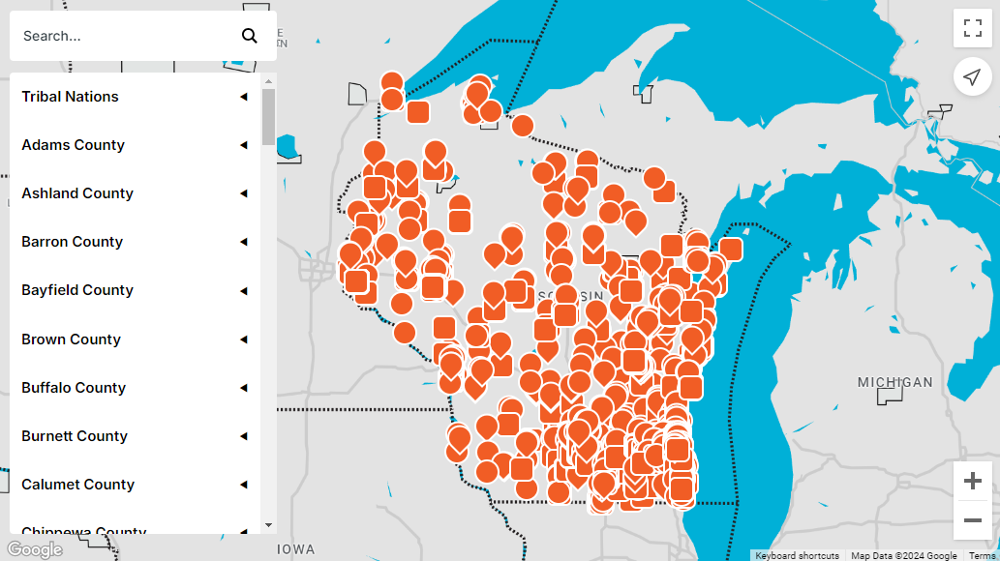 Search...
Tribal Nations
Adams County
Ashland County
Barron County
Bayfield County
Brown County
Buffalo County
Burnett County
Calumet County
Chippewa County
MICHIGAN
IOWA
Google
Keyboard shortcuts
Map Data ©2024 Google
Terms